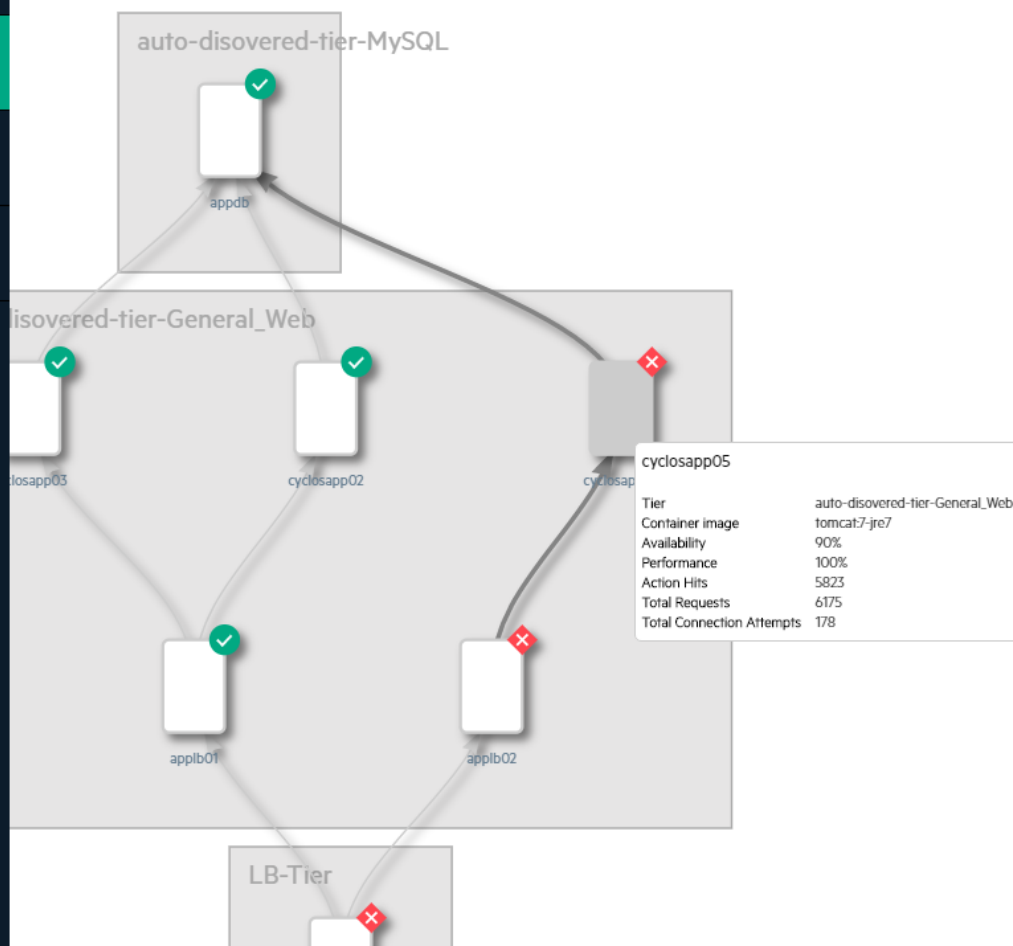 auto-disovered-tier-MySQL
appdb
lisovered-tier-General_Web
closapp03
cyclosapp02
cyclosap
cyclosapp05
Tier auto-disovered-tier-General_Web
Container image tomcat:7-jre7
Availability 90%
Performance 100%
Action Hits 5823
Total Requests 6175
Total Connection Attempts 178
applb01
applb02
LB-Tier